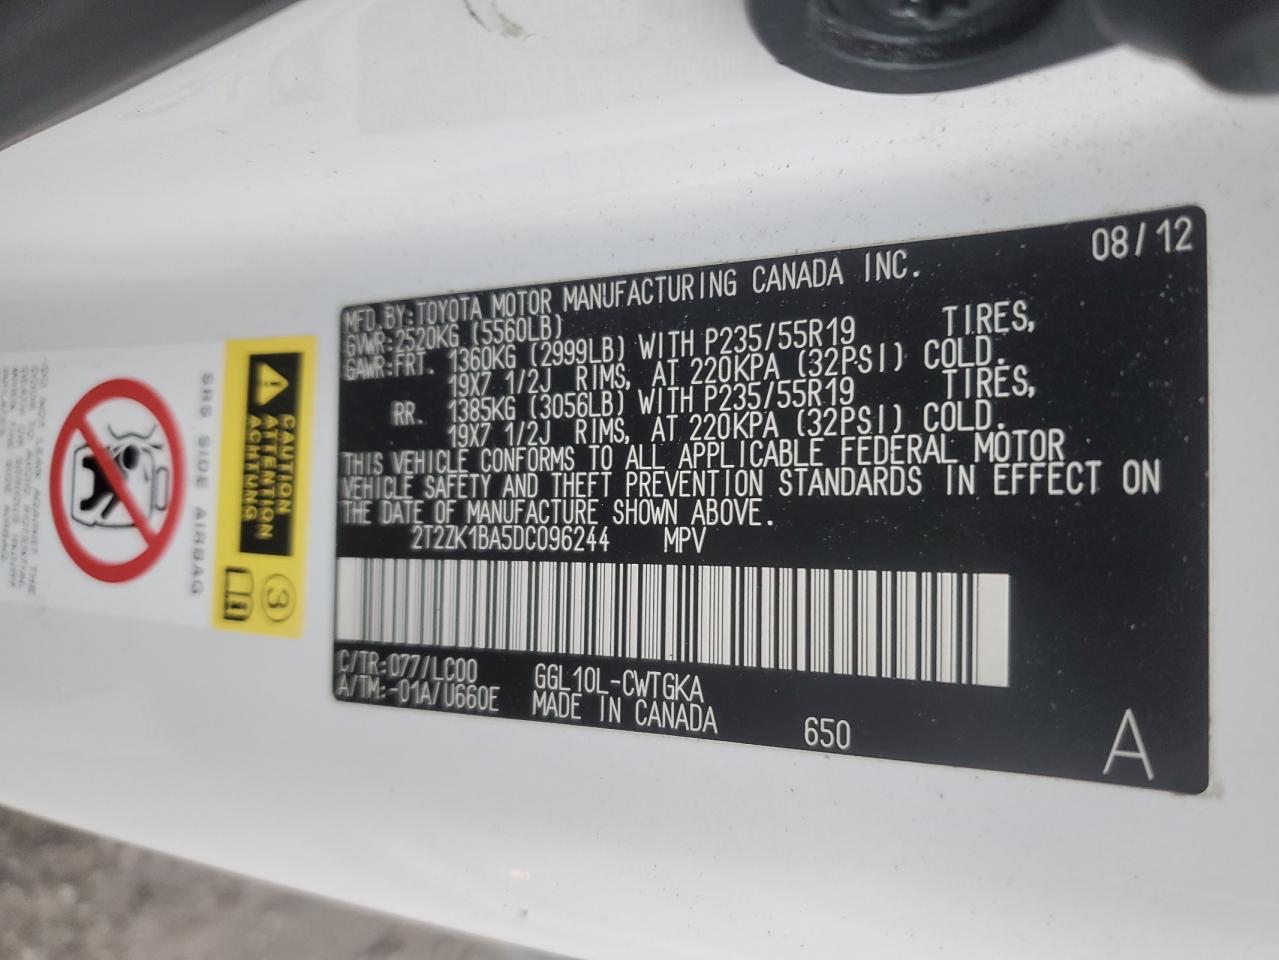 08/12
MFD. BY: TOYOTA MOTOR MANUFACTURING CANADA INC.
GVWR: 2520KG (5560LB)
GAWR: FRT. 1360KG (2999LB) WITH P235/55R19 TIRES,
19X7 1/2J RIMS, AT 220KPA (32PSI) COLD.
RR. 1385KG (3056LB) WITH P235/55R19 TIRES,
19X7 1/2J RIMS, AT 220KPA (32PSI) COLD.
THIS VEHICLE CONFORMS TO ALL APPLICABLE FEDERAL MOTOR
VEHICLE SAFETY AND THEFT PREVENTION STANDARDS IN EFFECT ON
THE DATE OF MANUFACTURE SHOWN ABOVE.
2T2ZK1BA5DC096244 MPV
C/TR: 077/LC00 GGL10L-CWTGKA
A/TM: -01A/U660E MADE IN CANADA 650 A
CAUTION
ATTENTION
ACHTUNG
3
SRS SIDE AIRBAG